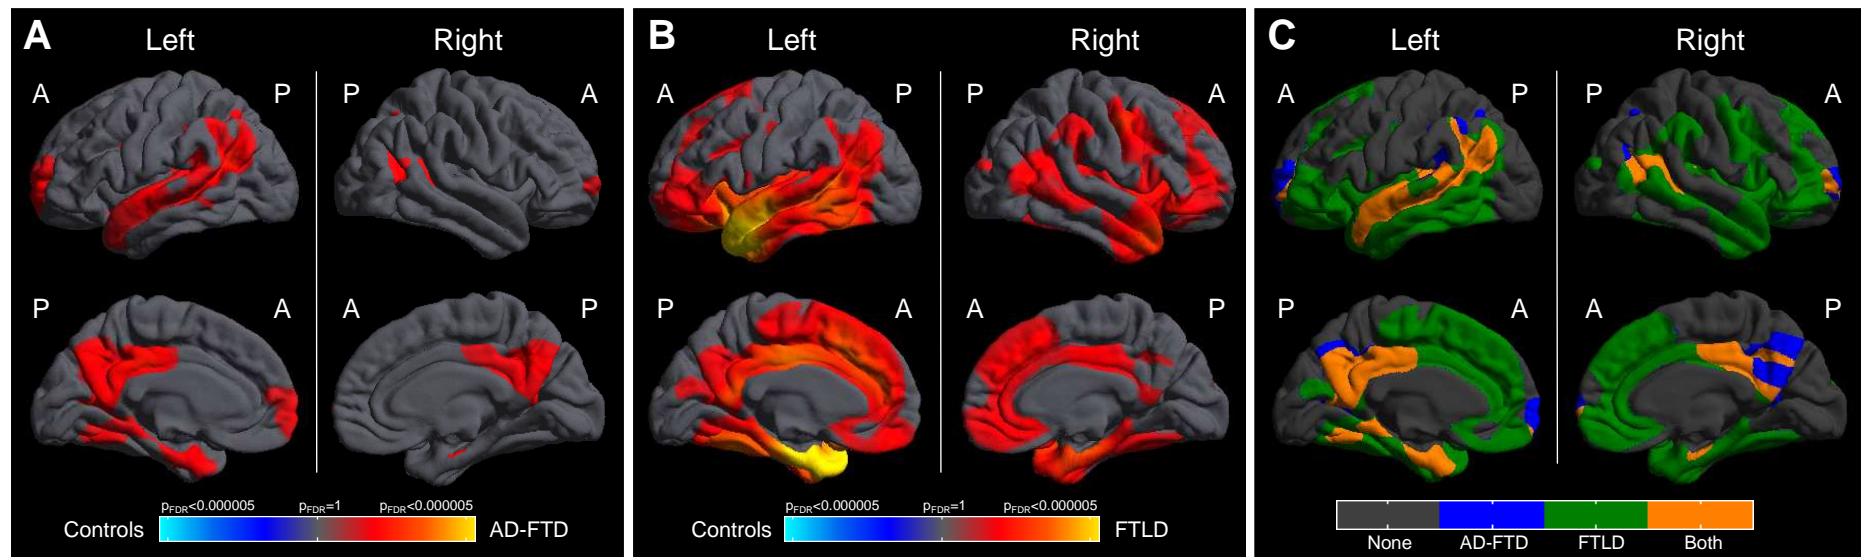 A
Left
Right
A
P
P
A
P
A
A
P
pFDR<0.000005
pFDR=1
pFDR<0.000005
Controls
AD-FTD
B
Left
Right
A
P
P
A
P
A
A
P
pFDR<0.000005
pFDR=1
pFDR<0.000005
Controls
FTLD
C
Left
Right
A
P
P
A
P
A
A
P
None
AD-FTD
FTLD
Both